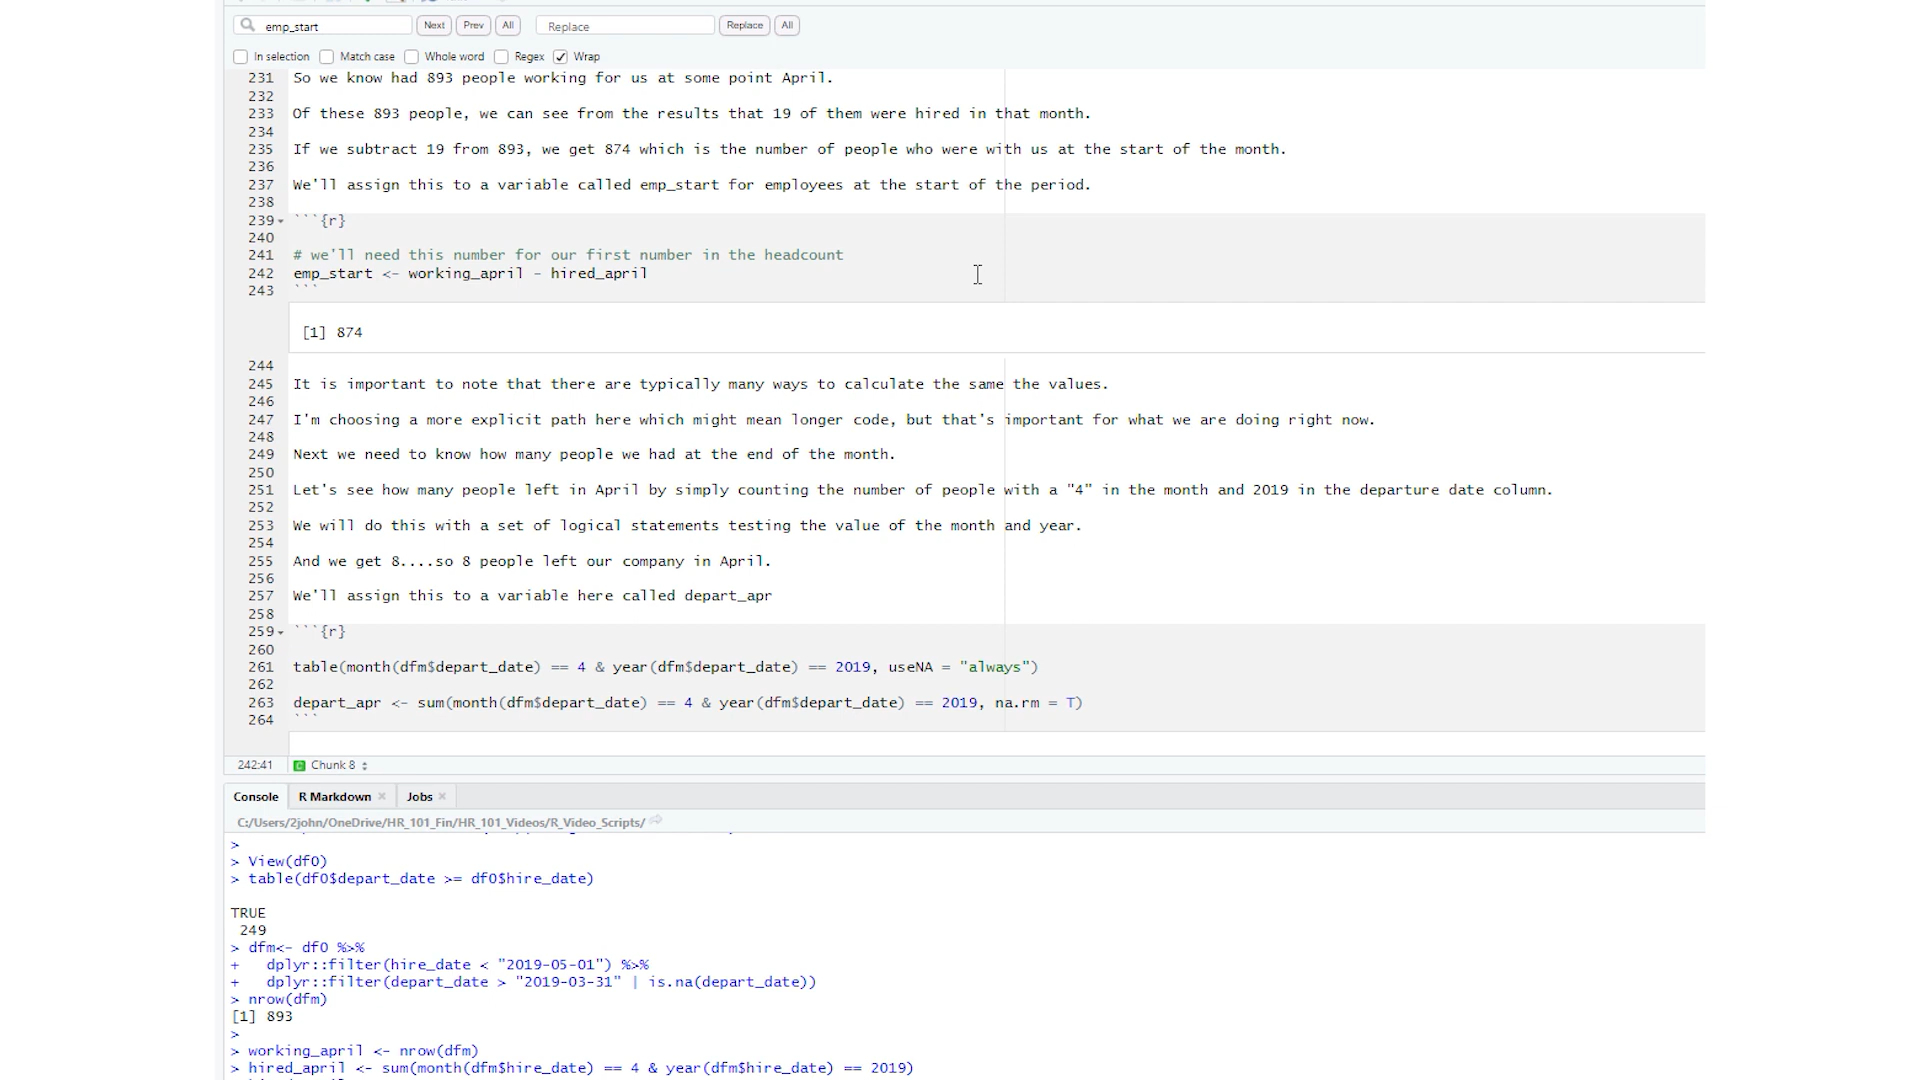 emp_start Next Prev All Replace Replace All
In selection Match case Whole word Regex Wrap
231 So we know had 893 people working for us at some point April.
232
233 Of these 893 people, we can see from the results that 19 of them were hired in that month.
234
235 If we subtract 19 from 893, we get 874 which is the number of people who were with us at the start of the month.
236
237 We'll assign this to a variable called emp_start for employees at the start of the period.
238
239 ```{r}
240
241 # we'll need this number for our first number in the headcount
242 emp_start <- working_april - hired_april
243 ```
[1] 874
244
245 It is important to note that there are typically many ways to calculate the same the values.
246
247 I'm choosing a more explicit path here which might mean longer code, but that's important for what we are doing right now.
248
249 Next we need to know how many people we had at the end of the month.
250
251 Let's see how many people left in April by simply counting the number of people with a "4" in the month and 2019 in the departure date column.
252
253 We will do this with a set of logical statements testing the value of the month and year.
254
255 And we get 8....so 8 people left our company in April.
256
257 We'll assign this to a variable here called depart_apr
258
259 ```{r}
260
261 table(month(dfm$depart_date) == 4 & year(dfm$depart_date) == 2019, useNA = "always")
262
263 depart_apr <- sum(month(dfm$depart_date) == 4 & year(dfm$depart_date) == 2019, na.rm = T)
264 ```
242:41 C Chunk 8
Console R Markdown Jobs
C:/Users/2john/OneDrive/HR_101_Fin/HR_101_Videos/R_Video_Scripts/
>
> View(df0)
> table(df0$depart_date >= df0$hire_date)
TRUE
249
> dfm<- df0 %>%
+ dplyr::filter(hire_date < "2019-05-01") %>%
+ dplyr::filter(depart_date > "2019-03-31" | is.na(depart_date))
> nrow(dfm)
[1] 893
>
> working_april <- nrow(dfm)
> hired_april <- sum(month(dfm$hire_date) == 4 & year(dfm$hire_date) == 2019)